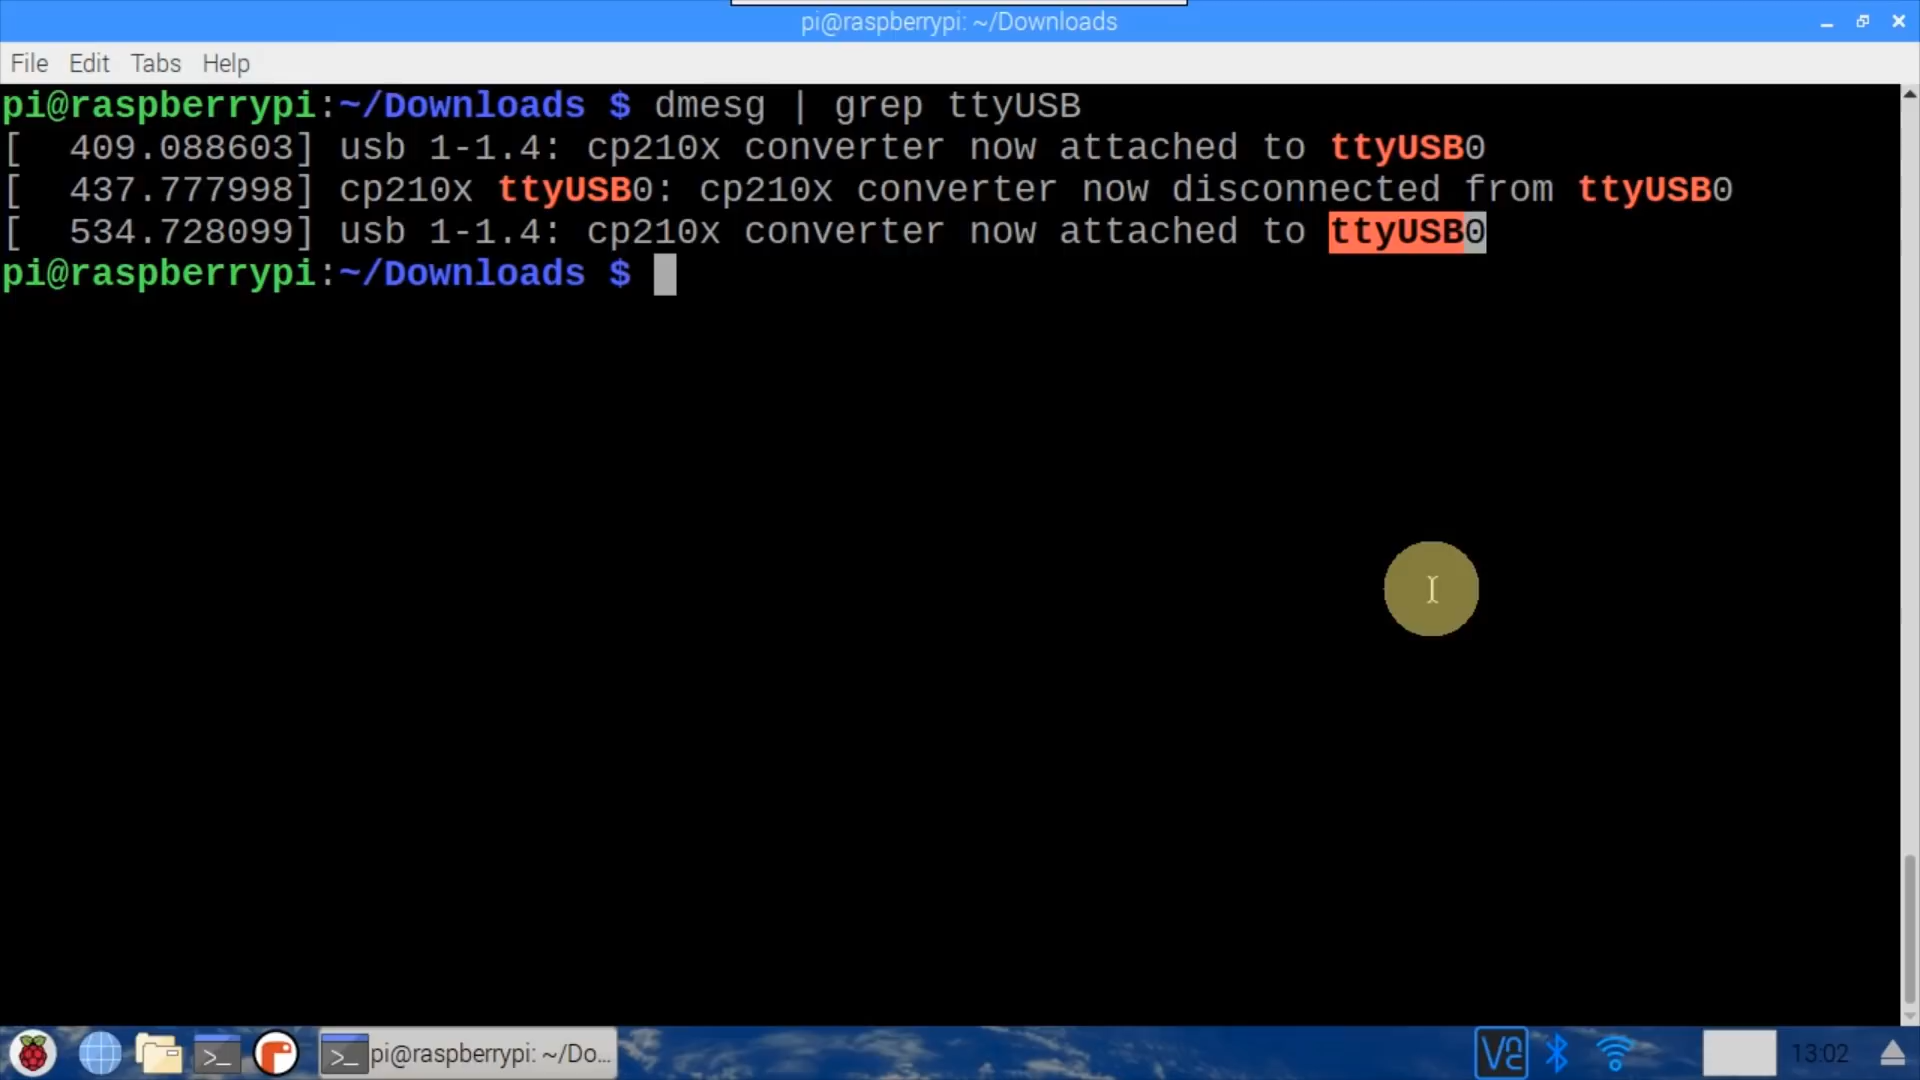 pi@raspberrypi: ~/Downloads
File Edit Tabs Help
pi@raspberrypi:~/Downloads $ dmesg | grep ttyUSB
[  409.088603] usb 1-1.4: cp210x converter now attached to ttyUSB0
[  437.777998] cp210x ttyUSB0: cp210x converter now disconnected from ttyUSB0
[  534.728099] usb 1-1.4: cp210x converter now attached to ttyUSB0
pi@raspberrypi:~/Downloads $
pi@raspberrypi: ~/Do... 13:02